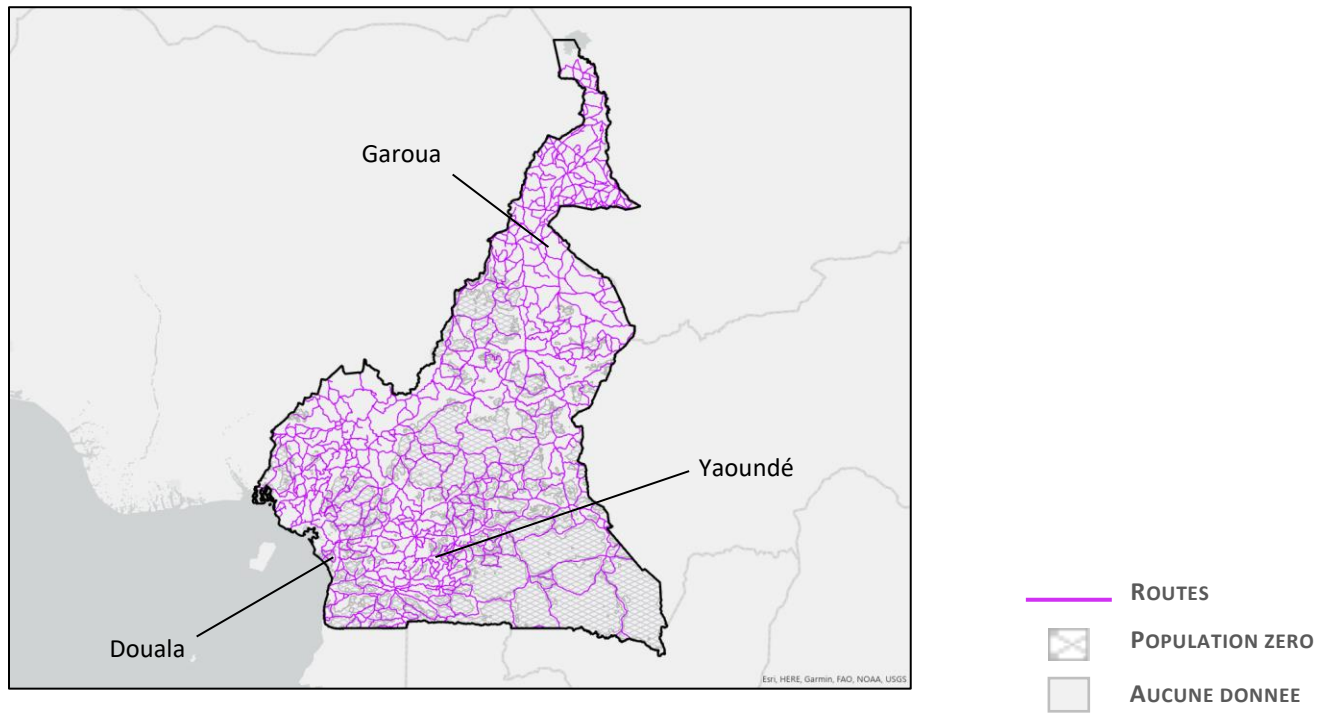 Garoua
Yaoundé
Douala
Esri, HERE, Garmin, FAO, NOAA, USGS
ROUTES
POPULATION ZERO
AUCUNE DONNEE